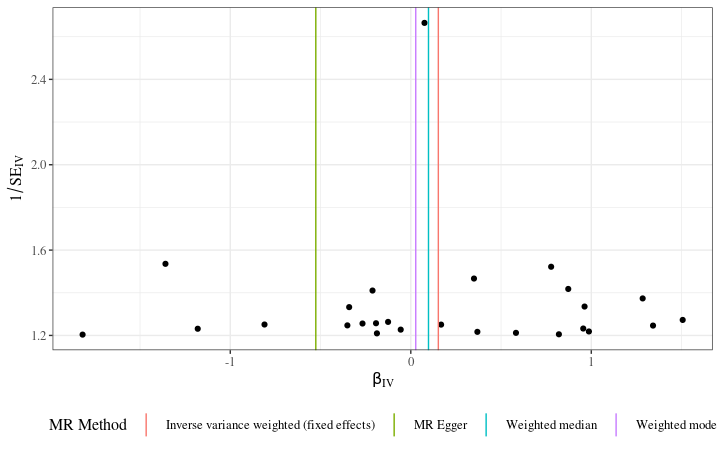 2.4
2.0
1.6
1.2
1/SE_IV
-1 0 1
β_IV
MR Method Inverse variance weighted (fixed effects) MR Egger Weighted median Weighted mode